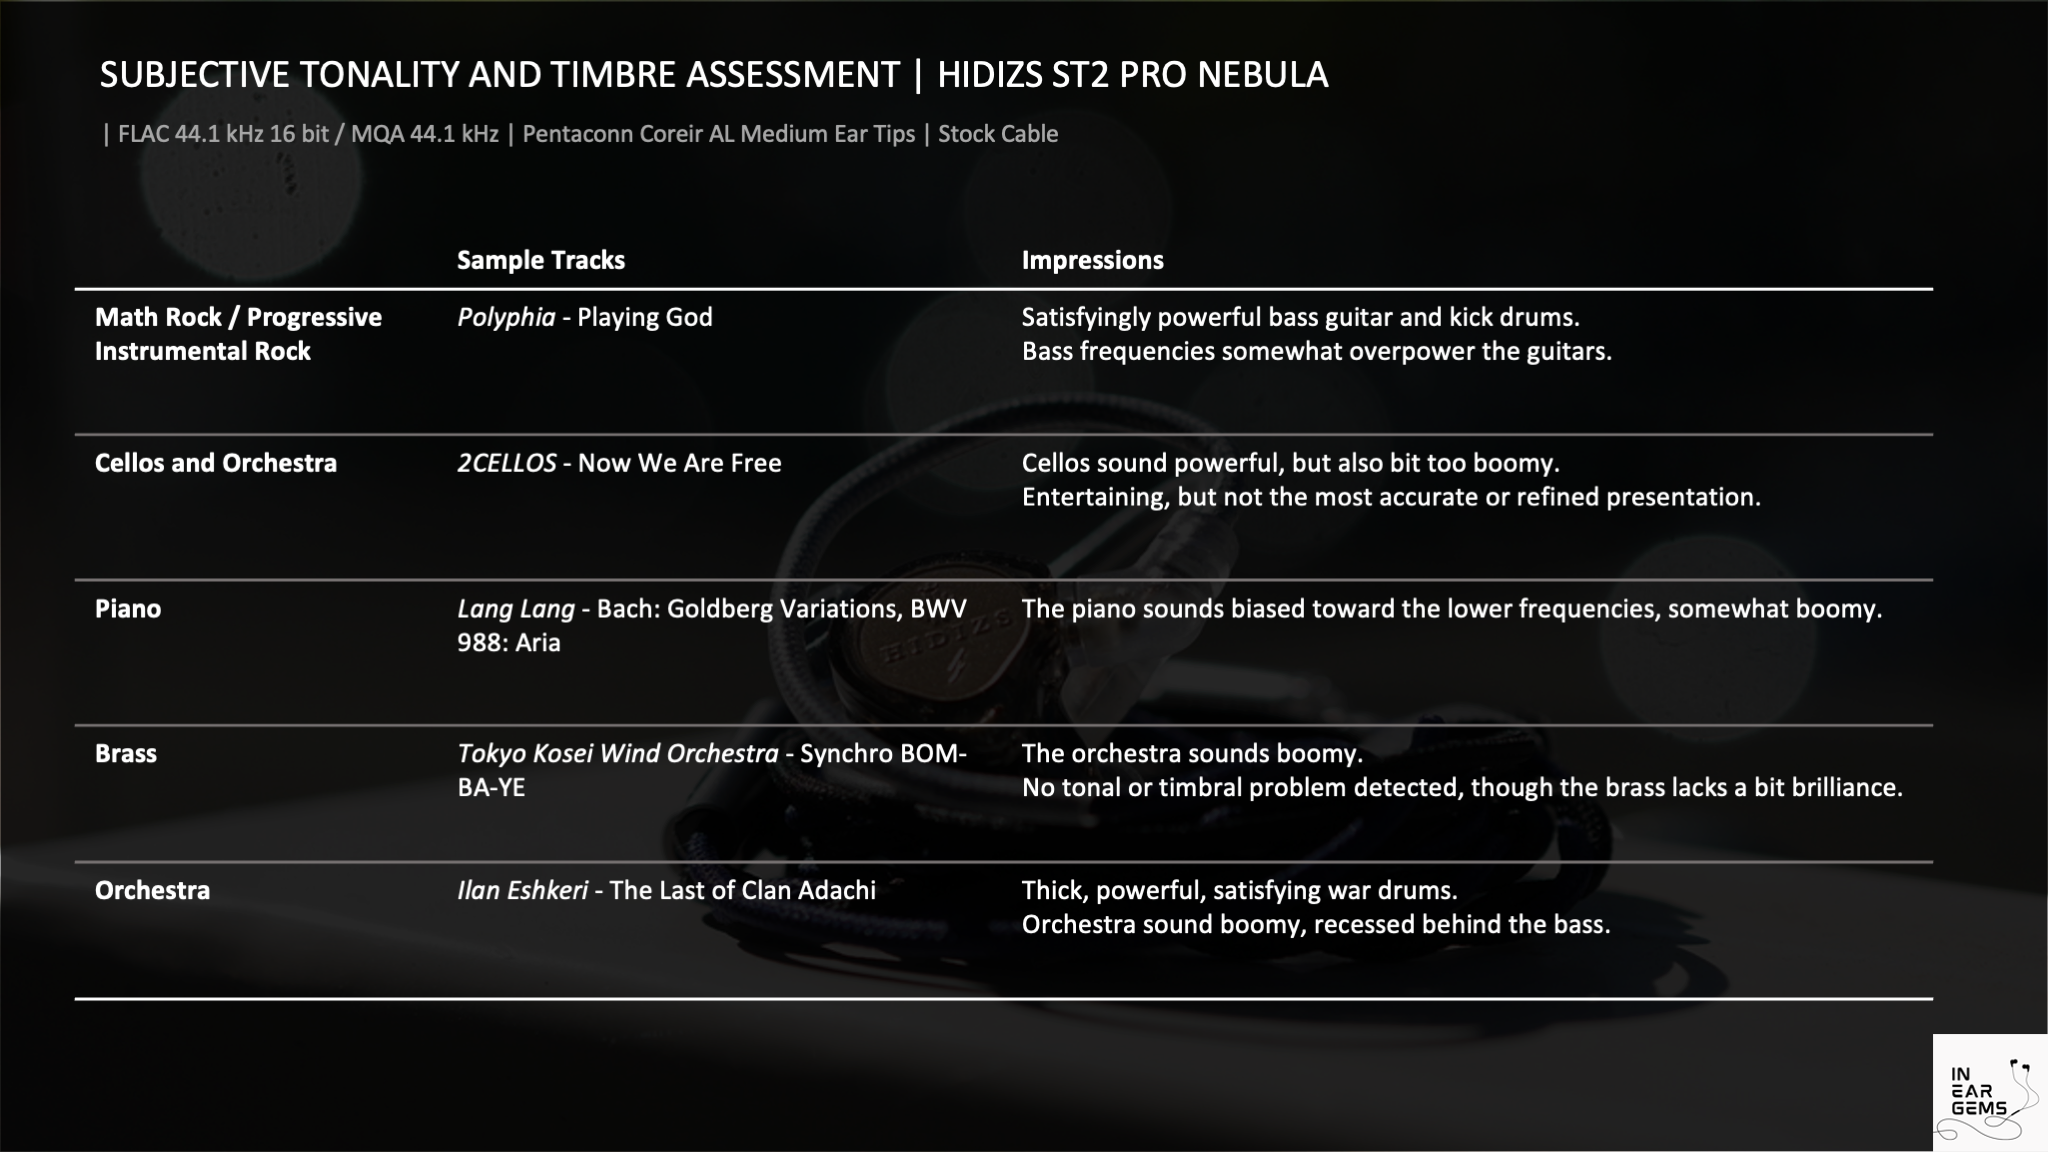 SUBJECTIVE TONALITY AND TIMBRE ASSESSMENT | HIDIZS ST2 PRO NEBULA
| FLAC 44.1 kHz 16 bit / MQA 44.1 kHz | Pentaconn Coreir AL Medium Ear Tips | Stock Cable
Sample Tracks
Impressions
Math Rock / Progressive
Instrumental Rock
Polyphia - Playing God
Satisfyingly powerful bass guitar and kick drums.
Bass frequencies somewhat overpower the guitars.
Cellos and Orchestra
2CELLOS - Now We Are Free
Cellos sound powerful, but also bit too boomy.
Entertaining, but not the most accurate or refined presentation.
Piano
Lang Lang - Bach: Goldberg Variations, BWV
988: Aria
The piano sounds biased toward the lower frequencies, somewhat boomy.
Brass
Tokyo Kosei Wind Orchestra - Synchro BOM-
BA-YE
The orchestra sounds boomy.
No tonal or timbral problem detected, though the brass lacks a bit brilliance.
Orchestra
Ilan Eshkeri - The Last of Clan Adachi
Thick, powerful, satisfying war drums.
Orchestra sound boomy, recessed behind the bass.
HIDIZS
IN
EAR
GEMS